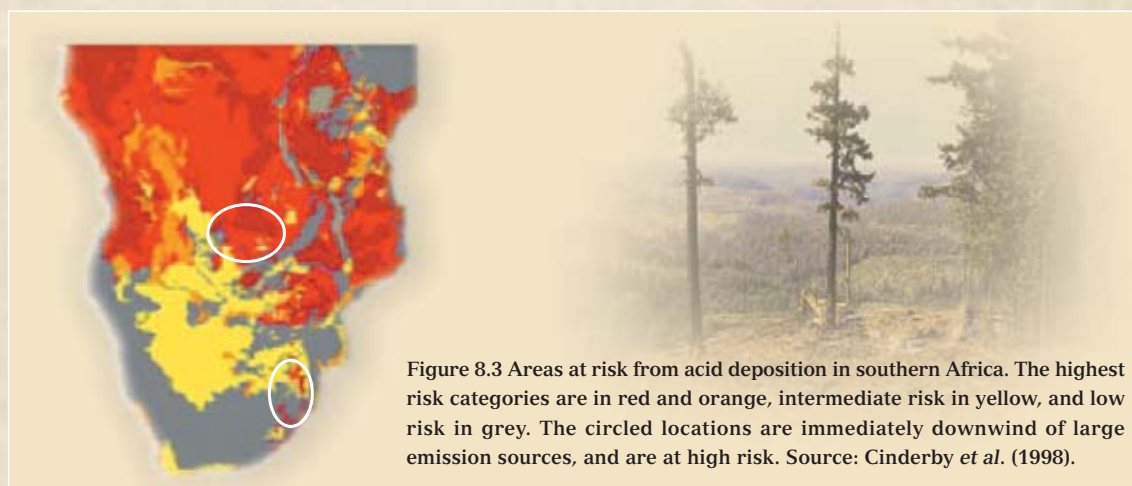 Figure 8.3 Areas at risk from acid deposition in southern Africa. The highest
risk categories are in red and orange, intermediate risk in yellow, and low
risk in grey. The circled locations are immediately downwind of large
emission sources, and are at high risk. Source: Cinderby et al. (1998).